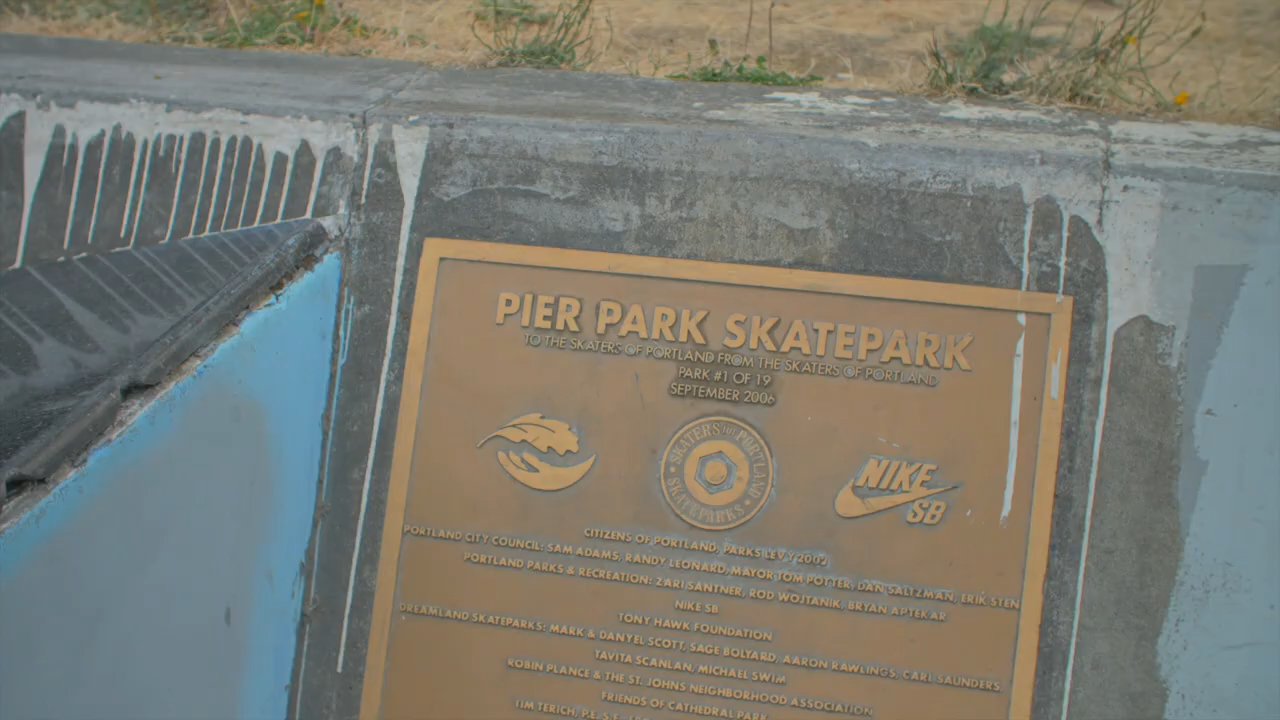 PIER PARK SKATEPARK
TO THE SKATERS OF PORTLAND FROM THE SKATERS OF PORTLAND
PARK #1 OF 19
SEPTEMBER 2006
SKATERS FOR PORTLAND SKATEPARKS
NIKE SB
CITIZENS OF PORTLAND, PARKS LEVY 2002
PORTLAND CITY COUNCIL: SAM ADAMS, RANDY LEONARD, MAYOR TOM POTTER, DAN SALTZMAN, ERIK STEN
PORTLAND PARKS & RECREATION: ZARI SANTNER, ROD WOJTANIK, BRYAN APTEKAR
NIKE SB
TONY HAWK FOUNDATION
DREAMLAND SKATEPARKS: MARK & DANYEL SCOTT, SAGE BOLYARD, AARON RAWLINGS, CARL SAUNDERS,
TAVITA SCANLAN, MICHAEL SWIM
ROBIN PLANCE & THE ST. JOHNS NEIGHBORHOOD ASSOCIATION
FRIENDS OF CATHEDRAL PARK
TIM TERICH, P.E., S.E.